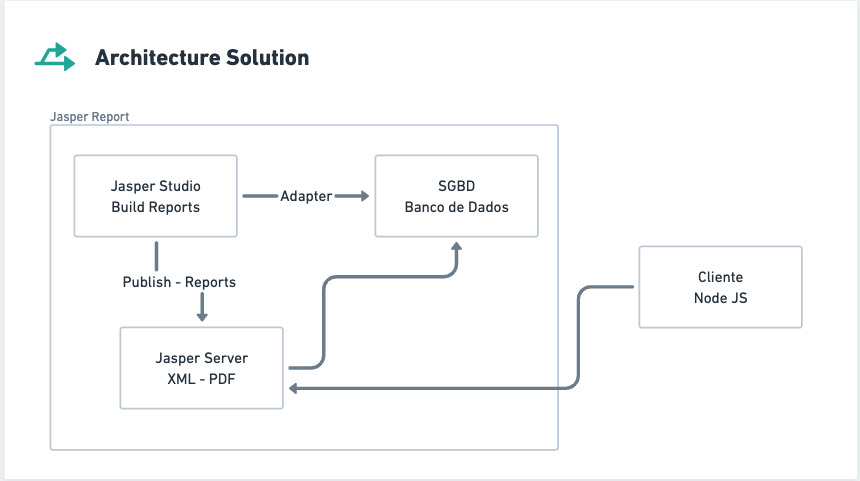 Architecture Solution
Jasper Report
Jasper Studio
Build Reports
Adapter
SGBD
Banco de Dados
Publish - Reports
Cliente
Node JS
Jasper Server
XML - PDF